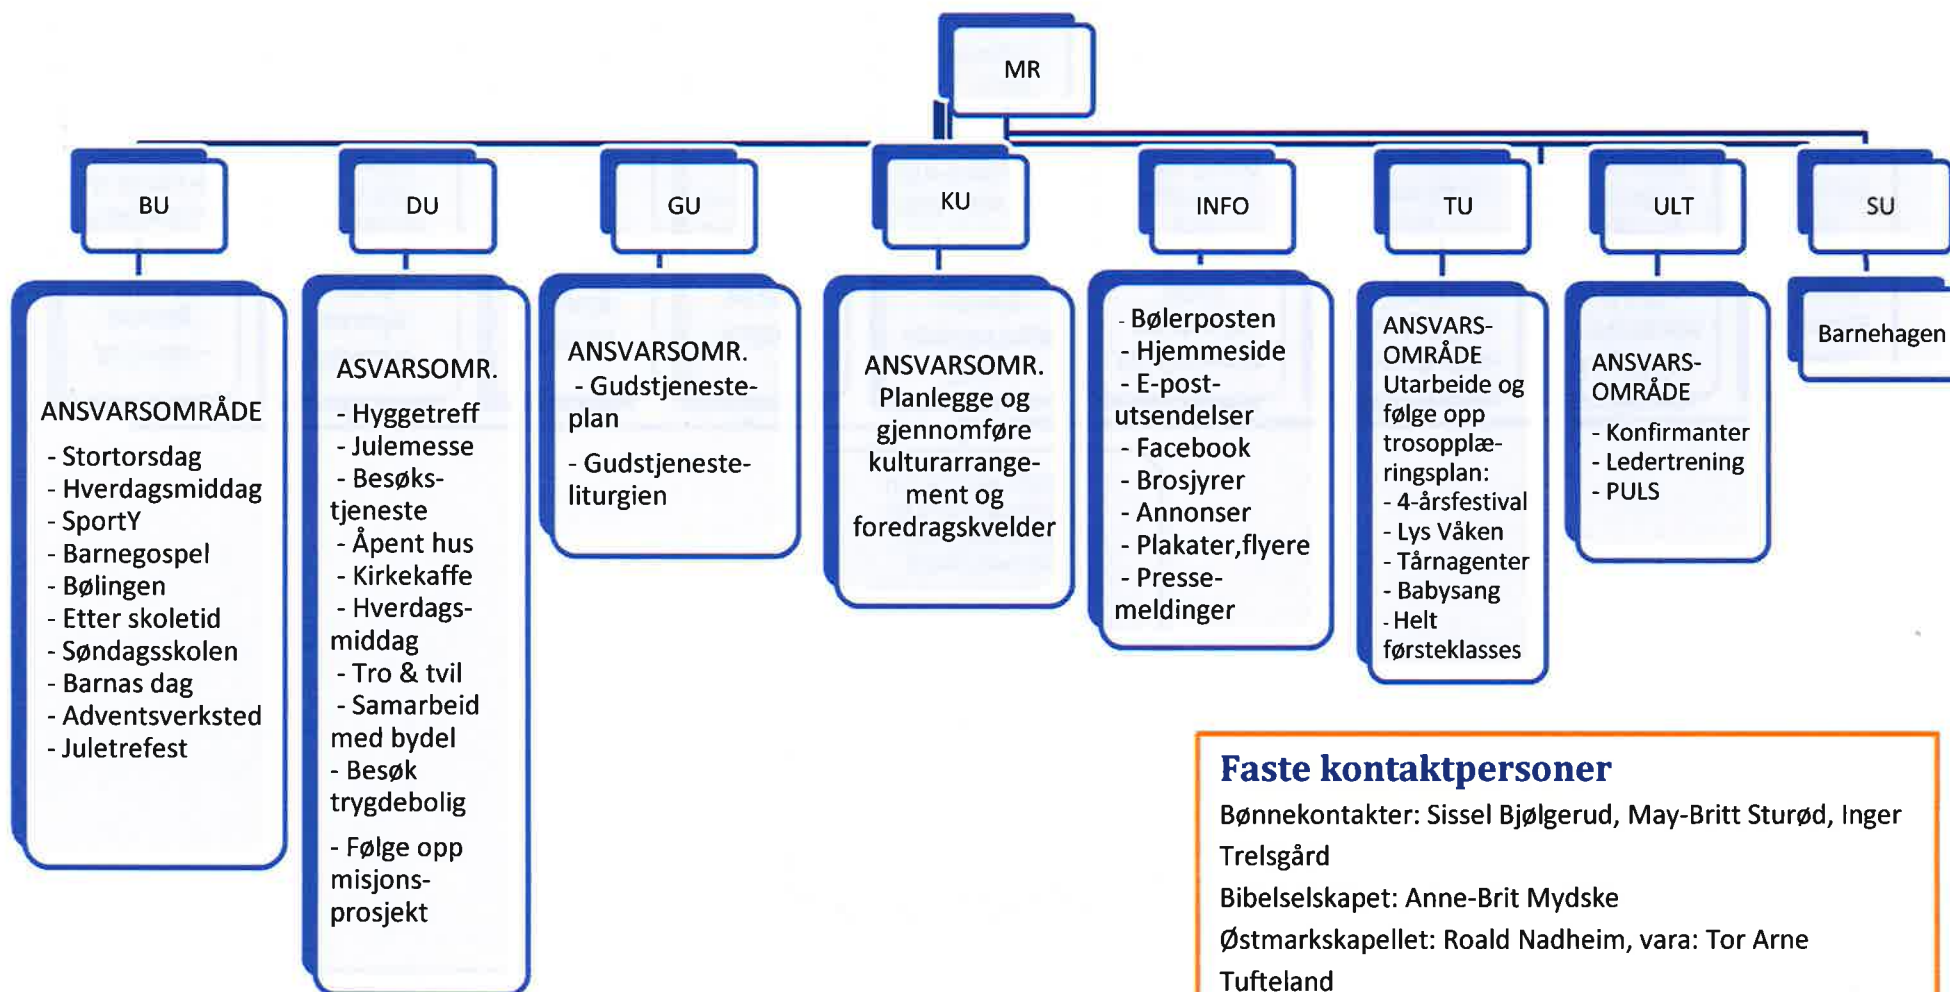 MR
BU
DU
GU
KU
INFO
TU
ULT
SU
ANSVARSOMRÅDE
- Stortorsdag
- Hverdagsmiddag
- SportY
- Barnegospel
- Bølingen
- Etter skoletid
- Søndagsskolen
- Barnas dag
- Adventsverksted
- Juletrefest
ASVARSOMR.
- Hyggetreff
- Julemesse
- Besøks-
tjeneste
- Åpent hus
- Kirkekaffe
- Hverdags-
middag
- Tro & tvil
- Samarbeid
med bydel
- Besøk
trygdebolig
- Følge opp
misjons-
prosjekt
ANSVARSOMR.
- Gudstjeneste-
plan
- Gudstjeneste-
liturgien
ANSVARSOMR.
Planlegge og
gjennomføre
kulturarrange-
ment og
foredragskvelder
- Bølerposten
- Hjemmeside
- E-post-
utsendelser
- Facebook
- Brosjyrer
- Annonser
- Plakater,flyere
- Presse-
meldinger
ANSVARS-
OMRÅDE
Utarbeide og
følge opp
trosopplæ-
ringsplan:
- 4-årsfestival
- Lys Våken
- Tårnagenter
- Babysang
- Helt
førsteklasses
ANSVARS-
OMRÅDE
- Konfirmanter
- Ledertrening
- PULS
Barnehagen
Faste kontaktpersoner
Bønnekontakter: Sissel Bjølgerud, May-Britt Sturød, Inger
Trelsgård
Bibelselskapet: Anne-Brit Mydske
Østmarkskapellet: Roald Nadheim, vara: Tor Arne
Tufteland